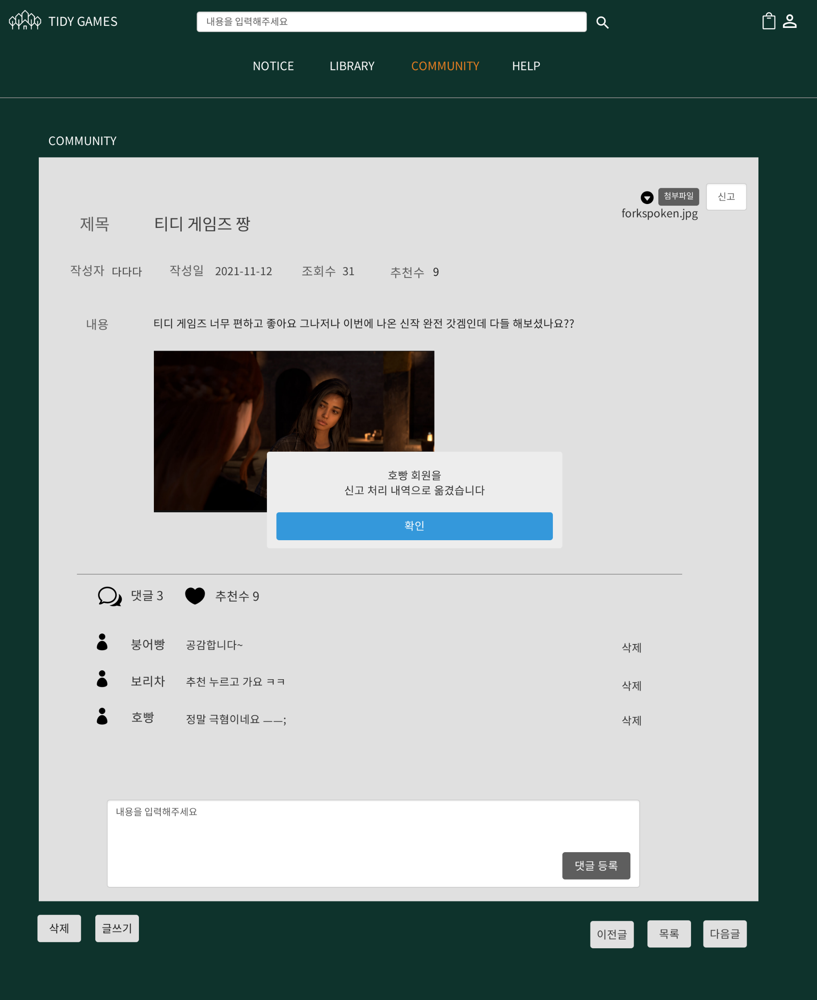 TIDY GAMES
내용을 입력해주세요
NOTICE LIBRARY COMMUNITY HELP
COMMUNITY
첨부파일 신고
forkspoken.jpg
제목 티디 게임즈 짱
작성자 다다다 작성일 2021-11-12 조회수 31 추천수 9
내용 티디 게임즈 너무 편하고 좋아요 그나저나 이번에 나온 신작 완전 갓겜인데 다들 해보셨나요??
호빵 회원을
신고 처리 내역으로 옮겼습니다
확인
댓글 3 추천수 9
붕어빵 공감합니다~ 삭제
보리차 추천 누르고 가요 ㅋㅋ 삭제
호빵 정말 극혐이네요 ㅡㅡ; 삭제
내용을 입력해주세요
댓글 등록
삭제 글쓰기 이전글 목록 다음글